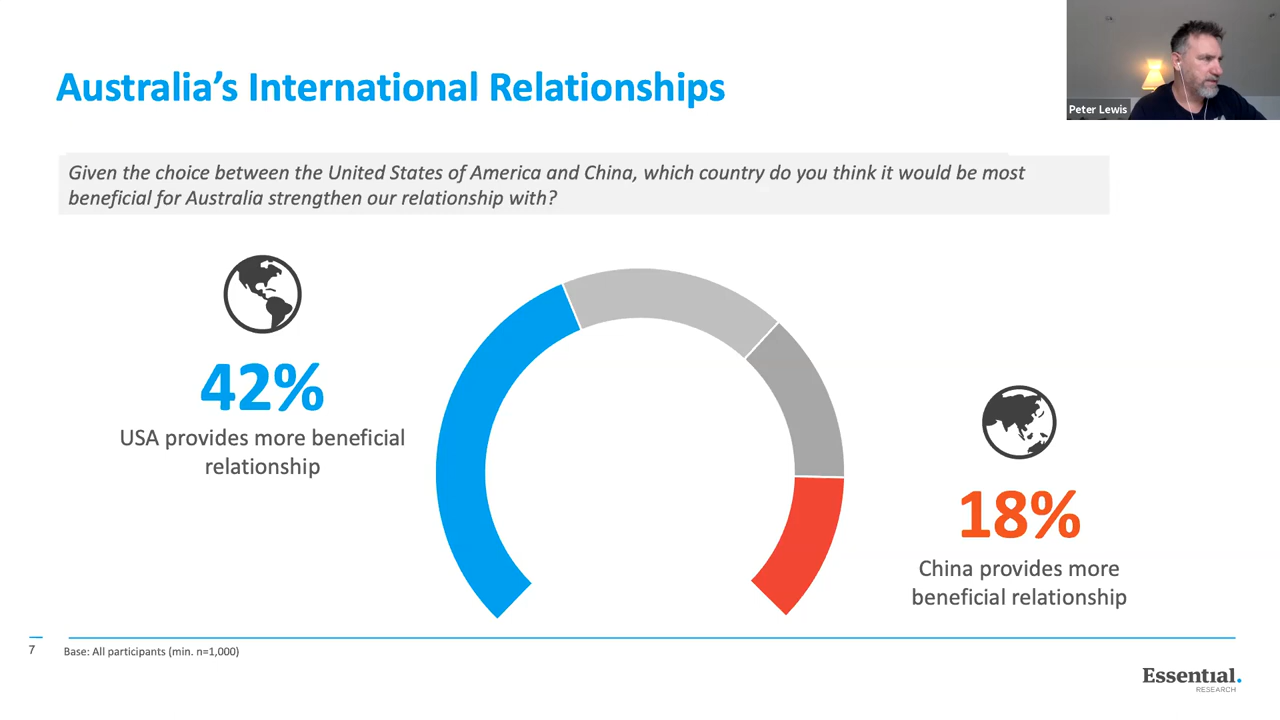 Australia's International Relationships
Peter Lewis
Given the choice between the United States of America and China, which country do you think it would be most
beneficial for Australia strengthen our relationship with?
42%
USA provides more beneficial
relationship
18%
China provides more
beneficial relationship
7
Base: All participants (min. n=1,000)
Essential.
RESEARCH